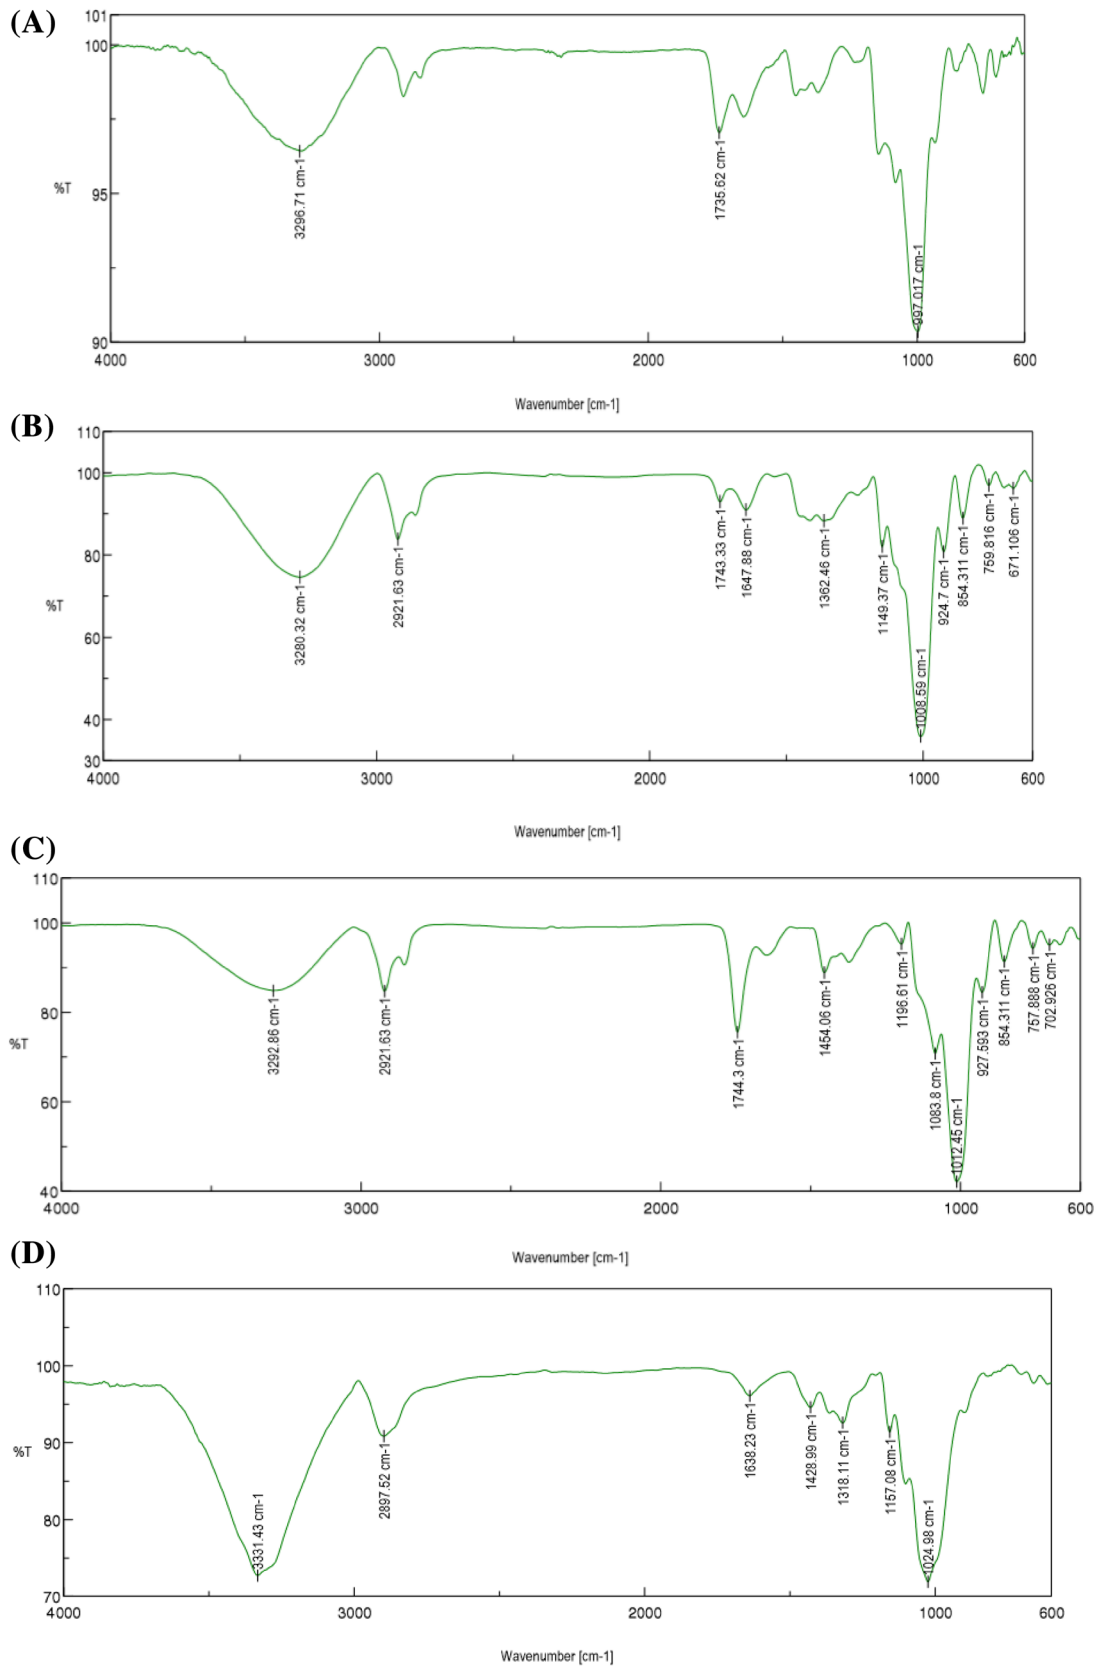 (A)
101
100
95
90
%T
3296.71 cm-1
1735.62 cm-1
997.017 cm-1
4000
3000
2000
1000
600
Wavenumber [cm-1]
(B)
110
100
80
60
40
30
%T
3280.32 cm-1
2921.63 cm-1
1743.33 cm-1
1647.88 cm-1
1362.46 cm-1
1149.37 cm-1
1008.59 cm-1
924.7 cm-1
854.311 cm-1
759.816 cm-1
671.106 cm-1
4000
3000
2000
1000
600
Wavenumber [cm-1]
(C)
110
100
80
60
40
%T
3292.86 cm-1
2921.63 cm-1
1744.3 cm-1
1454.06 cm-1
1196.61 cm-1
1083.8 cm-1
1012.45 cm-1
927.593 cm-1
854.311 cm-1
757.888 cm-1
702.926 cm-1
4000
3000
2000
1000
600
Wavenumber [cm-1]
(D)
110
100
90
80
70
%T
3331.43 cm-1
2897.52 cm-1
1638.23 cm-1
1428.99 cm-1
1318.11 cm-1
1157.08 cm-1
1024.98 cm-1
4000
3000
2000
1000
600
Wavenumber [cm-1]